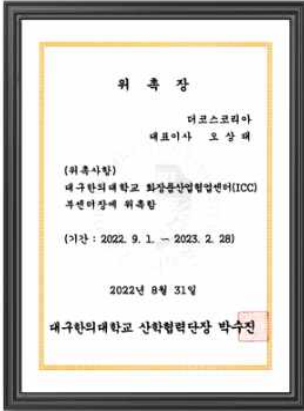 위 촉 장
더코스코리아
대표이사 오 상 태
(위촉사항)
대구한의대학교 화장품산업협업센터(ICC)
부센터장에 위촉함
(기간 : 2022. 9. 1. ~ 2023. 2. 28)
2022년 8월 31일
대구한의대학교 산학협력단장 박수진